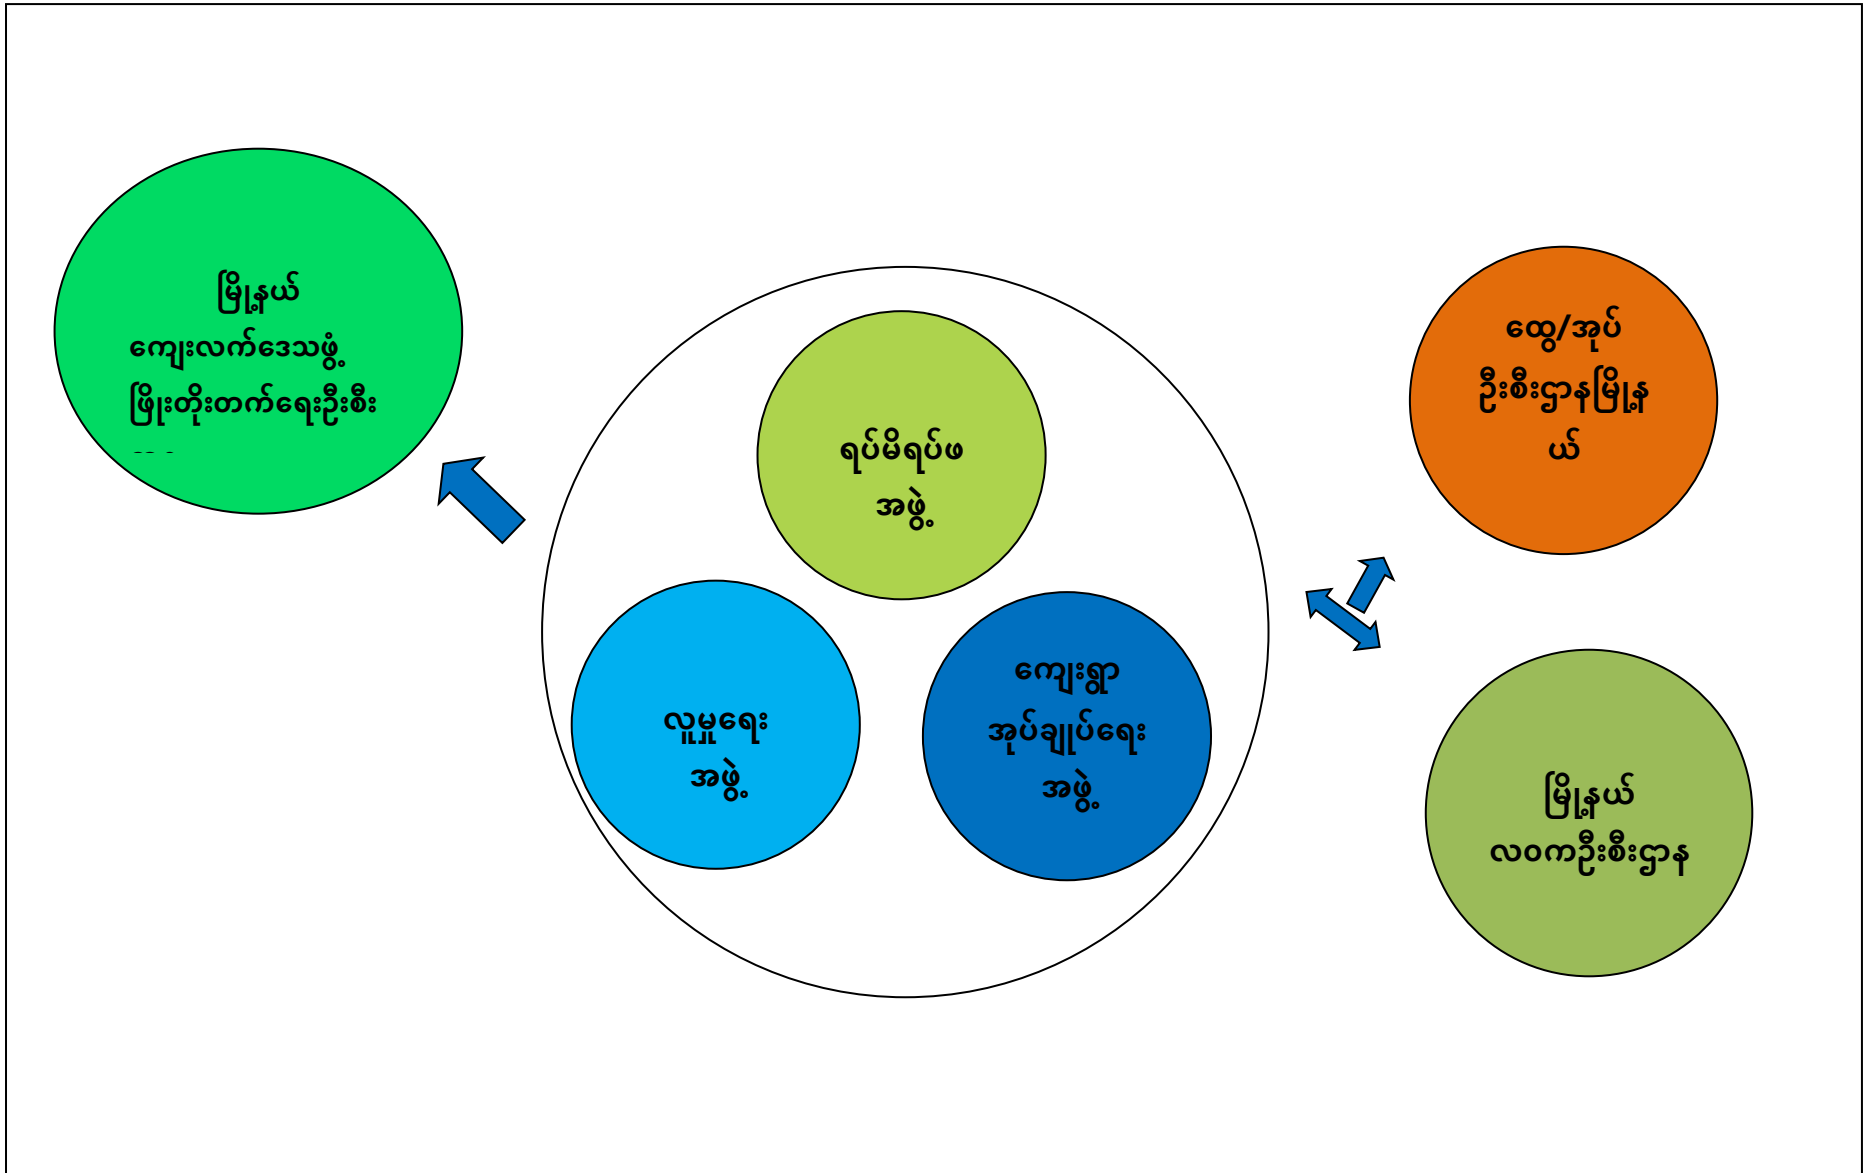 မြို့နယ်
ကျေးလက်ဒေသဖွံ့
ဖြိုးတိုးတက်ရေးဦးစီး
ရပ်မိရပ်ဖ
အဖွဲ့
လူမှုရေး
အဖွဲ့
ကျေးရွာ
အုပ်ချုပ်ရေး
အဖွဲ့
ထွေ/အုပ်
ဦးစီးဌာနမြို့န
ယ်
မြို့နယ်
လဝကဦးစီးဌာန